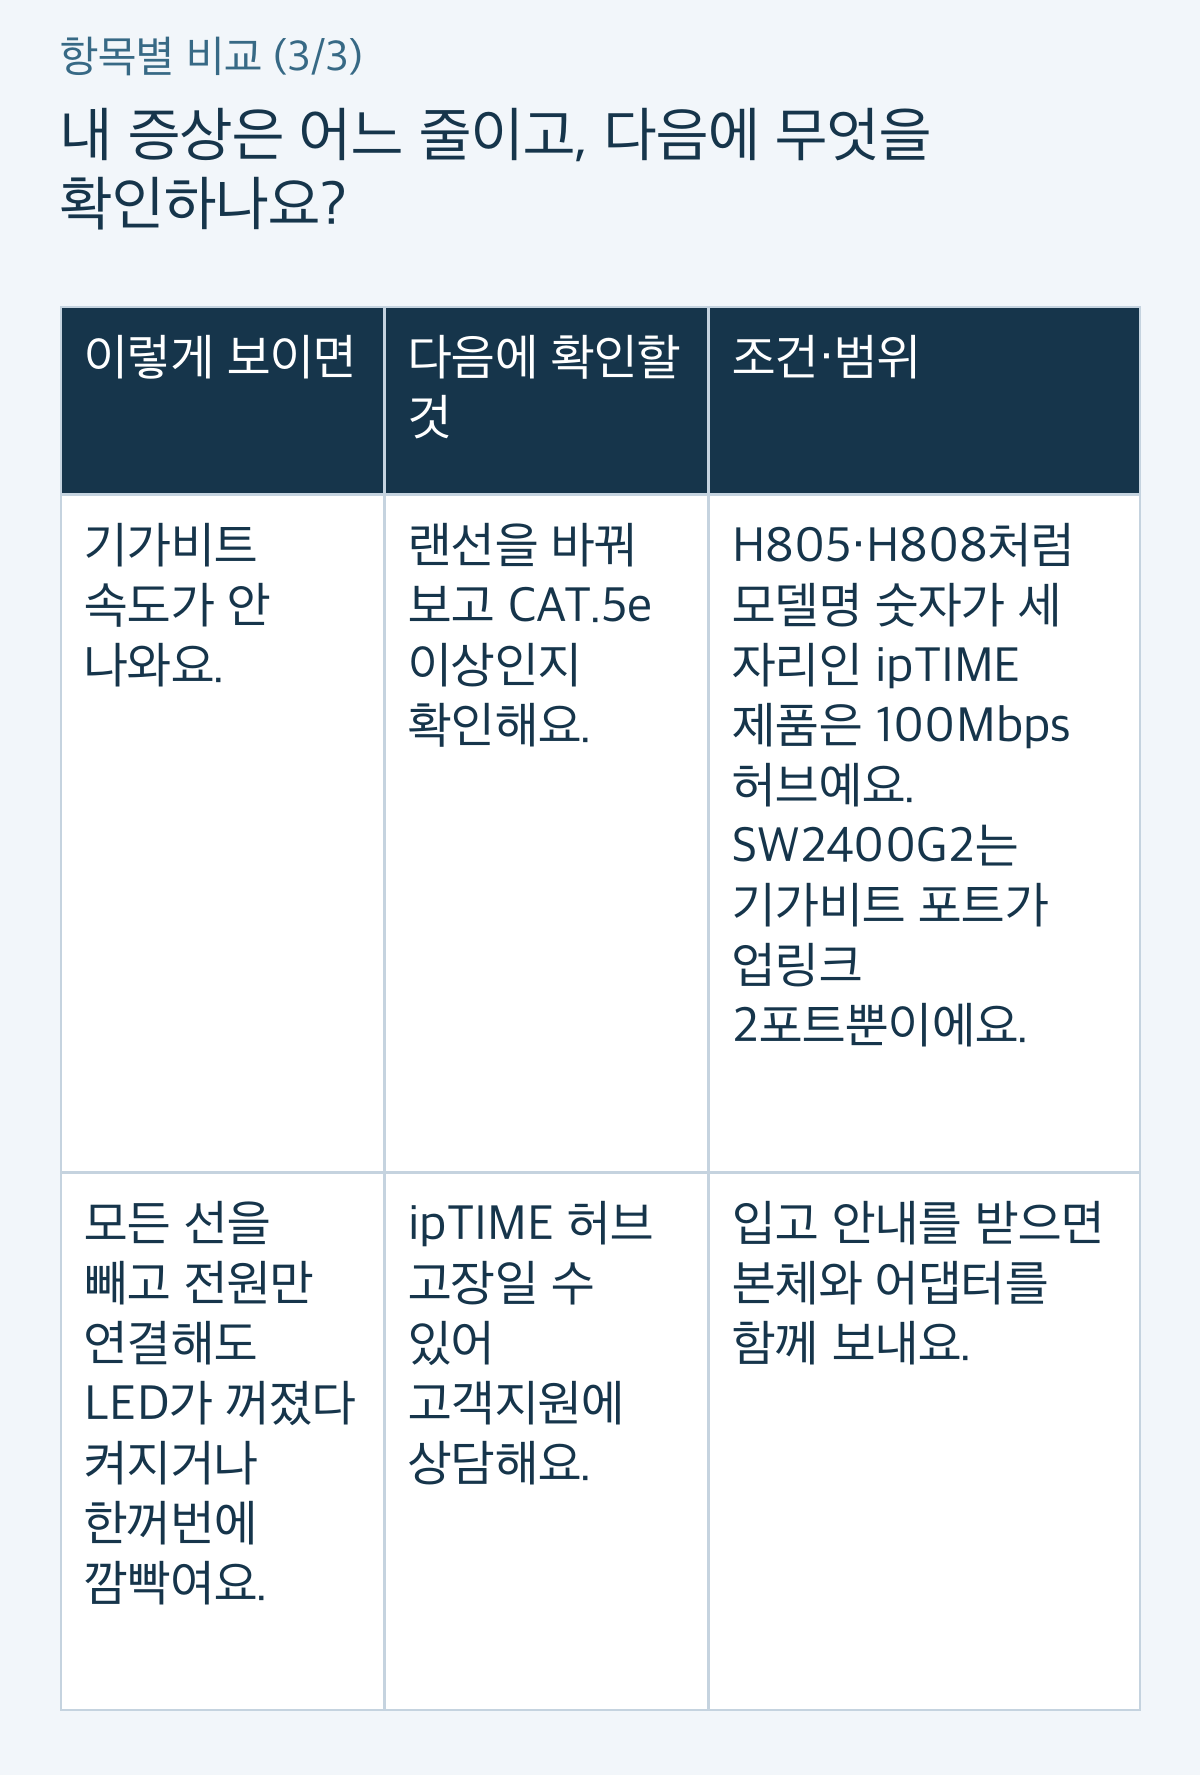 항목별 비교 (3/3)
내 증상은 어느 줄이고, 다음에 무엇을
확인하나요?
이렇게 보이면
다음에 확인할
것
조건·범위
기가비트
속도가 안
나와요.
랜선을 바꿔
보고 CAT.5e
이상인지
확인해요.
H805·H808처럼
모델명 숫자가 세
자리인 ipTIME
제품은 100Mbps
허브예요.
SW2400G2는
기가비트 포트가
업링크
2포트뿐이에요.
모든 선을
빼고 전원만
연결해도
LED가 꺼졌다
켜지거나
한꺼번에
깜빡여요.
ipTIME 허브
고장일 수
있어
고객지원에
상담해요.
입고 안내를 받으면
본체와 어댑터를
함께 보내요.